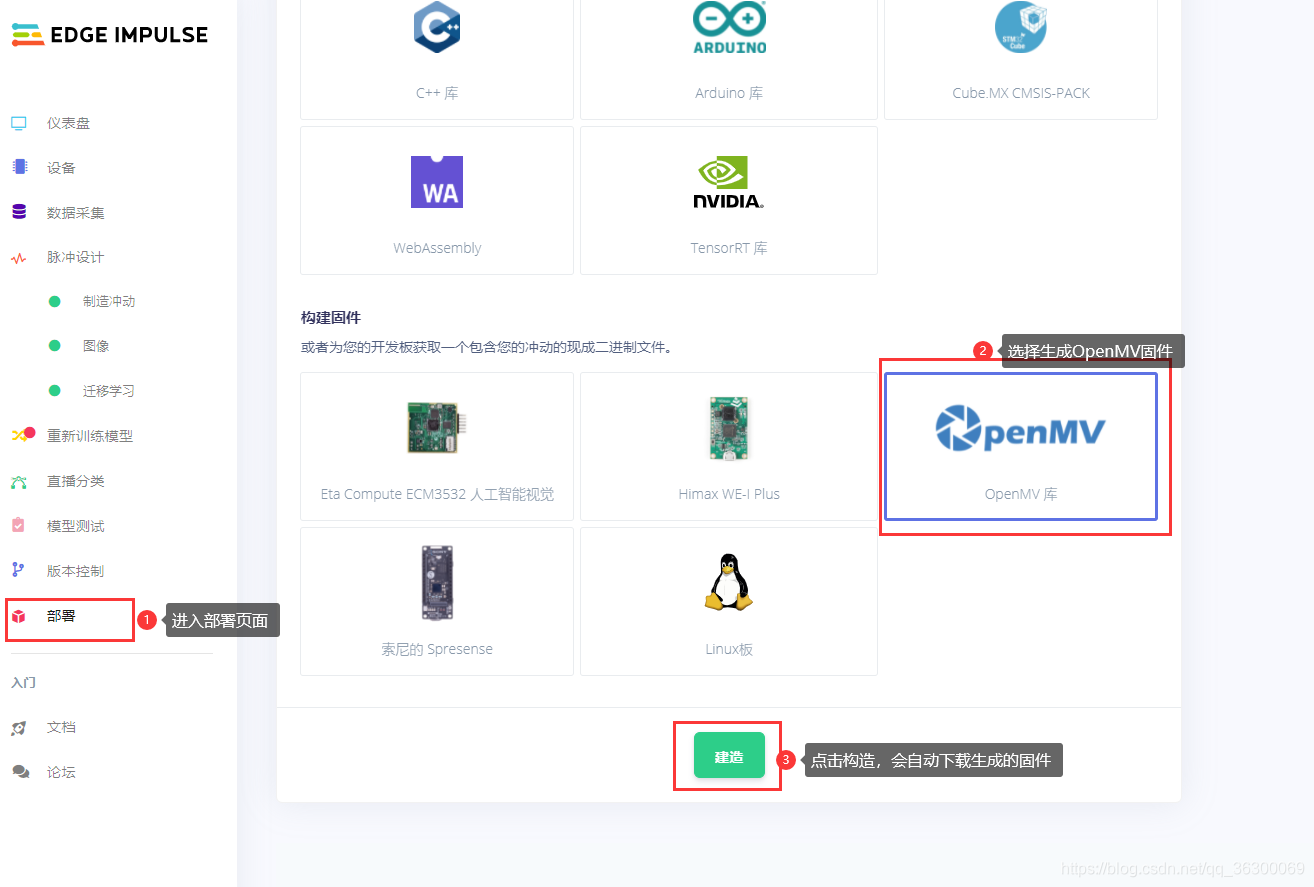 EDGE IMPULSE
仪表盘
设备
数据采集
脉冲设计
制造冲动
图像
迁移学习
重新训练模型
直播分类
模型测试
版本控制
部署
1 进入部署页面
入门
文档
论坛
C++
ARDUINO
STM32
Cube
C++ 库
Arduino 库
Cube.MX CMSIS-PACK
WA
NVIDIA.
WebAssembly
TensorRT 库
构建固件
或者为您的开发板获取一个包含您的冲动的现成二进制文件。
2 选择生成OpenMV固件
OpenMV
Eta Compute ECM3532 人工智能视觉
Himax WE-I Plus
OpenMV 库
索尼的 Spresense
Linux板
建造
3 点击构造，会自动下载生成的固件
https://blog.csdn.net/qq_36300069